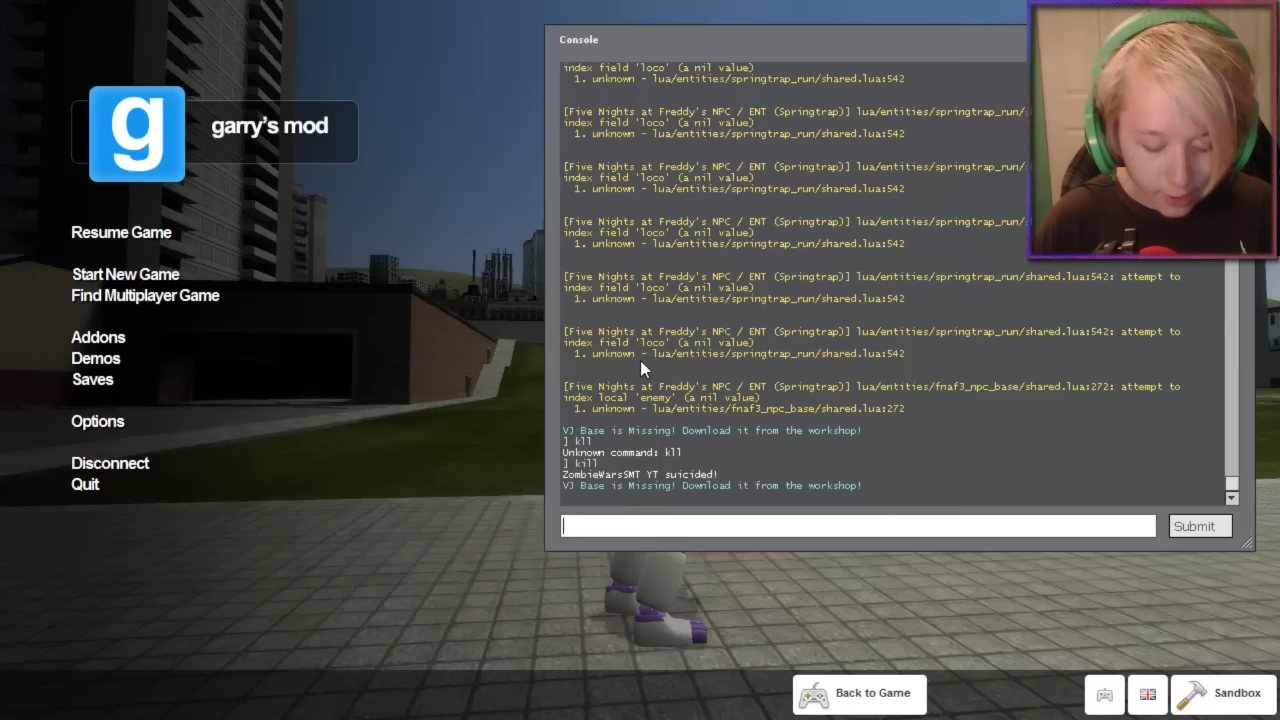 Console
g
garry's mod
Resume Game
Start New Game
Find Multiplayer Game
Addons
Demos
Saves
Options
Disconnect
Quit
index field 'loco' (a nil value)
1. unknown - lua/entities/springtrap_run/shared.lua:542
[Five Nights at Freddy's NPC / ENT (Springtrap)] lua/entities/springtrap_run/
index field 'loco' (a nil value)
1. unknown - lua/entities/springtrap_run/shared.lua:542
[Five Nights at Freddy's NPC / ENT (Springtrap)] lua/entities/springtrap_run/
index field 'loco' (a nil value)
1. unknown - lua/entities/springtrap_run/shared.lua:542
[Five Nights at Freddy's NPC / ENT (Springtrap)] lua/entities/springtrap_run/
index field 'loco' (a nil value)
1. unknown - lua/entities/springtrap_run/shared.lua:542
[Five Nights at Freddy's NPC / ENT (Springtrap)] lua/entities/springtrap_run/shared.lua:542: attempt to
index field 'loco' (a nil value)
1. unknown - lua/entities/springtrap_run/shared.lua:542
[Five Nights at Freddy's NPC / ENT (Springtrap)] lua/entities/springtrap_run/shared.lua:542: attempt to
index field 'loco' (a nil value)
1. unknown - lua/entities/springtrap_run/shared.lua:542
[Five Nights at Freddy's NPC / ENT (Springtrap)] lua/entities/fnaf3_npc_base/shared.lua:272: attempt to
index local 'enemy' (a nil value)
1. unknown - lua/entities/fnaf3_npc_base/shared.lua:272
VJ Base is Missing! Download it from the workshop!
] kll
Unknown command: kll
] kill
ZombieWarsSMT YT suicided!
VJ Base is Missing! Download it from the workshop!
Submit
Back to Game
Sandbox